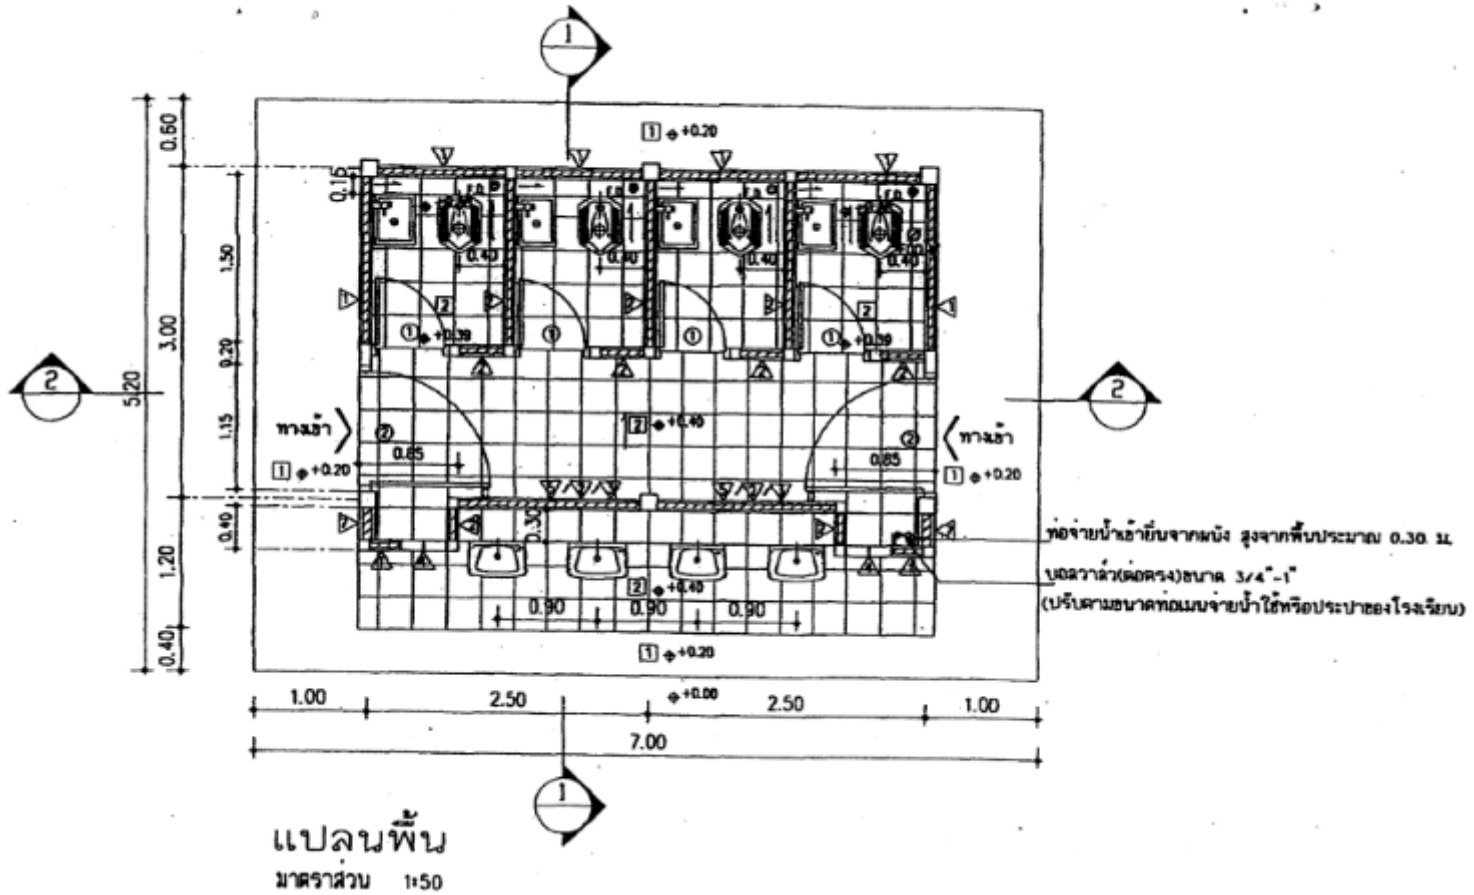 1
1 +0.20
0.60
0.15
F.D. F.D. F.D. F.D.
1.50
0.40 0.40 0.40 0.40
2 2
3.00
1 1 1 1
+0.39 +0.39
0.20
2 2
5.20
1.15
ทางเข้า 2 2 +0.40 2 ทางเข้า
0.85 0.85
1 +0.20 1 +0.20
0.40
0.30
ท่อจ่ายน้ำเข้ายื่นจากผนัง สูงจากพื้นประมาณ 0.30 ม.
1.20
บอลวาล์ว(ต่อตรง)ขนาด 3/4"-1"
2 +0.40
(ปรับตามขนาดท่อเมนจ่ายน้ำใช้หรือประปาของโรงเรียน)
0.90 0.90 0.90
0.40
1 +0.20
+0.00
1.00 2.50 2.50 1.00
7.00
1
แปลนพื้น
มาตราส่วน 1:50